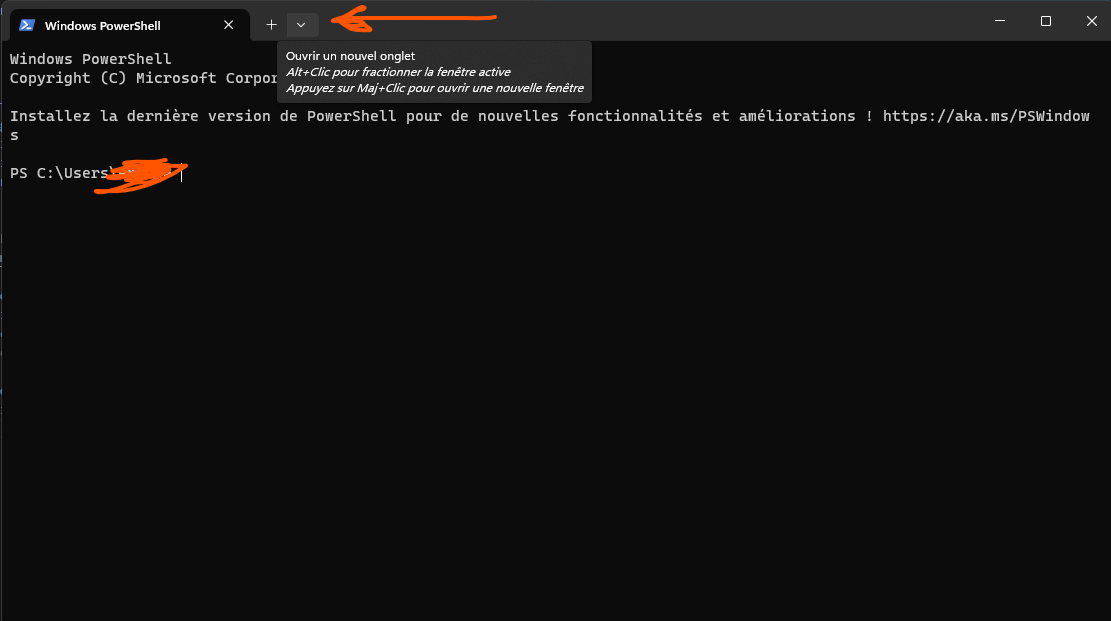 Windows PowerShell
Ouvrir un nouvel onglet
Alt+Clic pour fractionner la fenêtre active
Appuyez sur Maj+Clic pour ouvrir une nouvelle fenêtre
Windows PowerShell
Copyright (C) Microsoft Corpor
Installez la dernière version de PowerShell pour de nouvelles fonctionnalités et améliorations ! https://aka.ms/PSWindow
s
PS C:\Users\